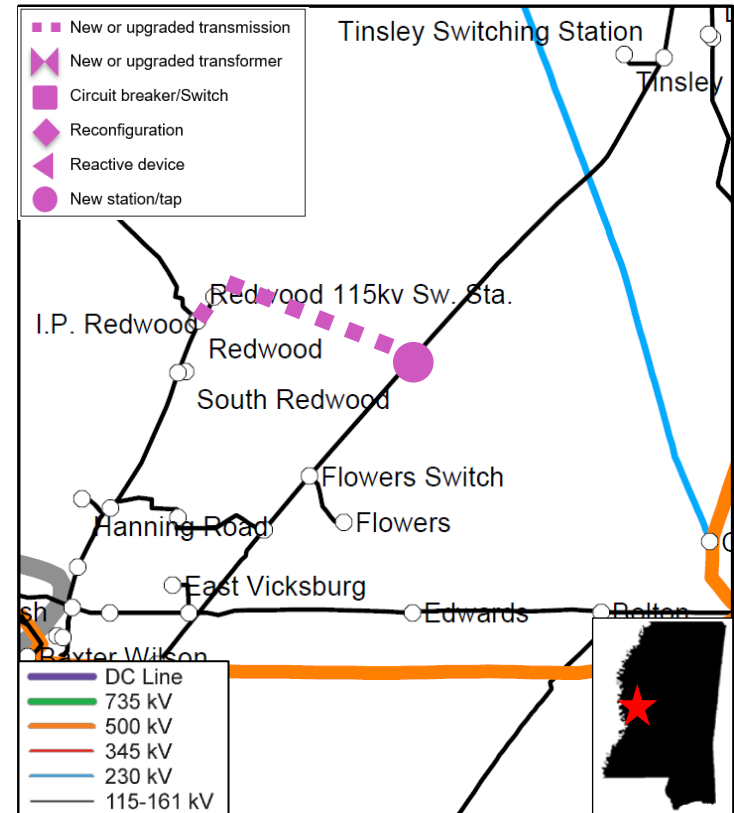 New or upgraded transmission
New or upgraded transformer
Circuit breaker/Switch
Reconfiguration
Reactive device
New station/tap
Tinsley Switching Station
Tinsley
Redwood 115kv Sw. Sta.
I.P. Redwood
Redwood
South Redwood
Flowers Switch
Flowers
Hanning Road
East Vicksburg
Edwards
Bolton
sh
Baxter Wilson
DC Line
735 kV
500 kV
345 kV
230 kV
115-161 kV